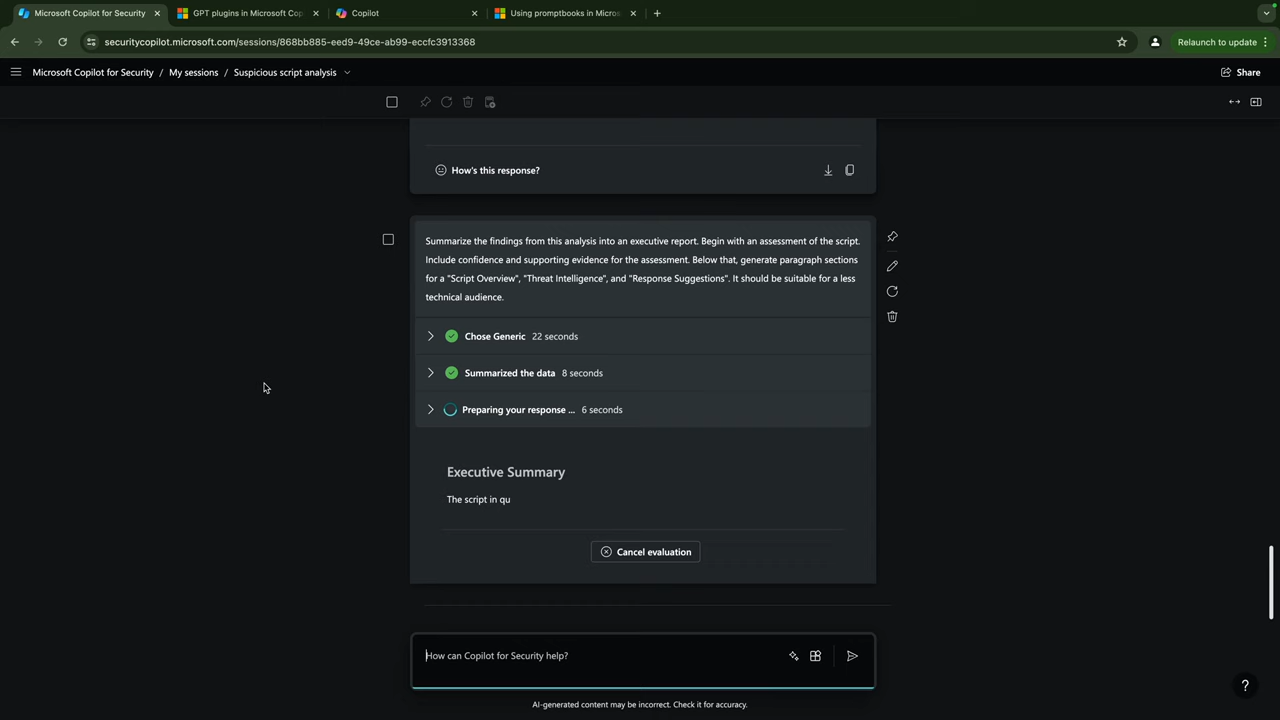 Microsoft Copilot for Security
GPT plugins in Microsoft Cop
Copilot
Using promptbooks in Micros
securitycopilot.microsoft.com/sessions/868bb885-eed9-49ce-ab99-eccfc3913368
Relaunch to update
Microsoft Copilot for Security / My sessions / Suspicious script analysis
Share
How's this response?
Summarize the findings from this analysis into an executive report. Begin with an assessment of the script.
Include confidence and supporting evidence for the assessment. Below that, generate paragraph sections
for a "Script Overview", "Threat Intelligence", and "Response Suggestions". It should be suitable for a less
technical audience.
Chose Generic 22 seconds
Summarized the data 8 seconds
Preparing your response ... 6 seconds
Executive Summary
The script in qu
Cancel evaluation
How can Copilot for Security help?
?
AI-generated content may be incorrect. Check it for accuracy.